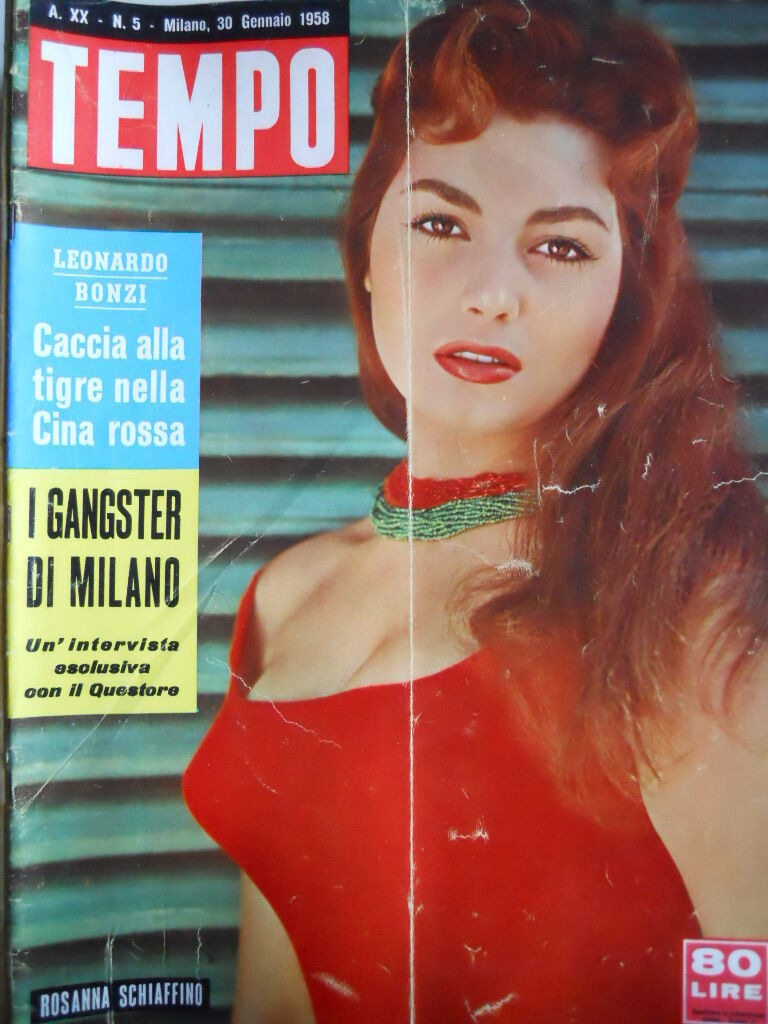 A. XX - N. 5 - Milano, 30 Gennaio 1958
TEMPO
LEONARDO
BONZI
Caccia alla
tigre nella
Cina rossa
I GANGSTER
DI MILANO
Un' intervista
esclusiva
con il Questore
ROSANNA SCHIAFFINO
80
LIRE